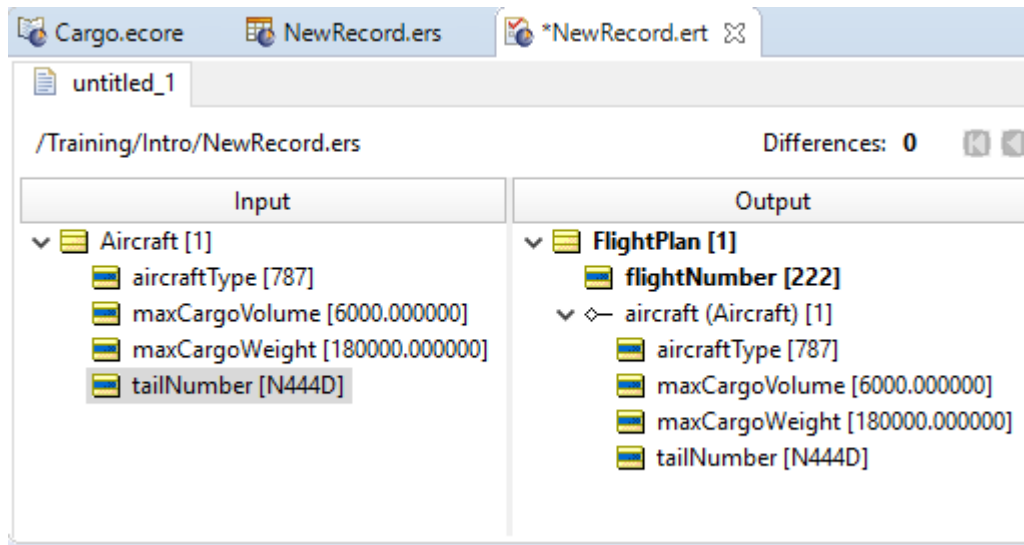 Cargo.ecore NewRecord.ers *NewRecord.ert
untitled_1
/Training/Intro/NewRecord.ers Differences: 0
Input Output
Aircraft [1] FlightPlan [1]
aircraftType [787] flightNumber [222]
maxCargoVolume [6000.000000] aircraft (Aircraft) [1]
maxCargoWeight [180000.000000] aircraftType [787]
tailNumber [N444D] maxCargoVolume [6000.000000]
maxCargoWeight [180000.000000]
tailNumber [N444D]